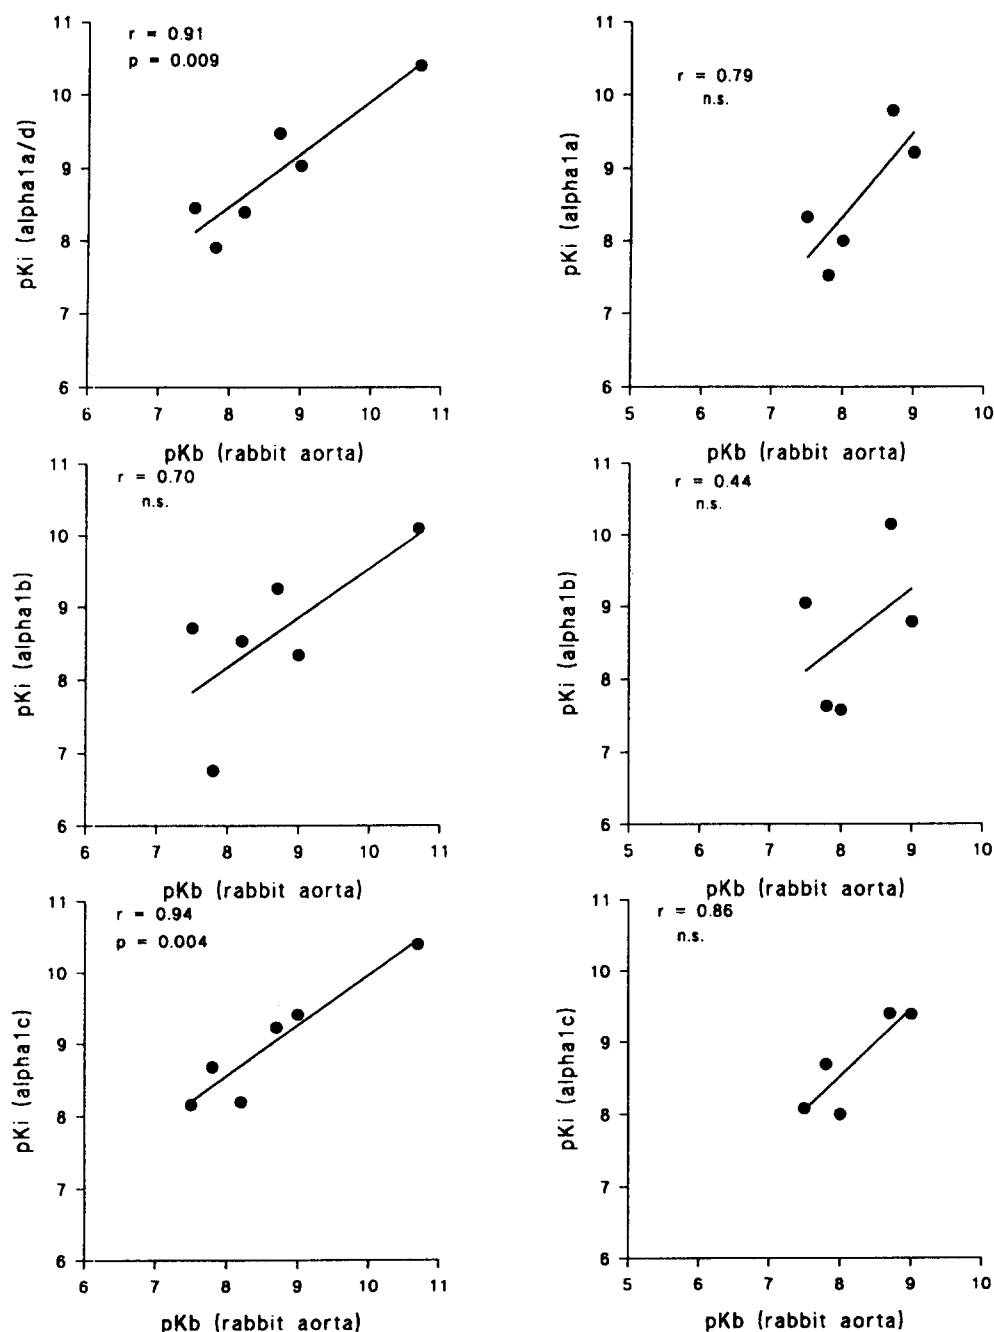 11
10
9
8
7
6
pKi (alpha1a/d)
r = 0.91
p = 0.009
6 7 8 9 10 11
pKb (rabbit aorta)
11
10
9
8
7
6
pKi (alpha1a)
r = 0.79
n.s.
5 6 7 8 9 10
pKb (rabbit aorta)
11
10
9
8
7
6
pKi (alpha1b)
r = 0.70
n.s.
6 7 8 9 10 11
pKb (rabbit aorta)
11
10
9
8
7
6
pKi (alpha1b)
r = 0.44
n.s.
5 6 7 8 9 10
pKb (rabbit aorta)
11
10
9
8
7
6
pKi (alpha1c)
r = 0.94
p = 0.004
6 7 8 9 10 11
pKb (rabbit aorta)
11
10
9
8
7
6
pKi (alpha1c)
r = 0.86
n.s.
5 6 7 8 9 10
pKb (rabbit aorta)